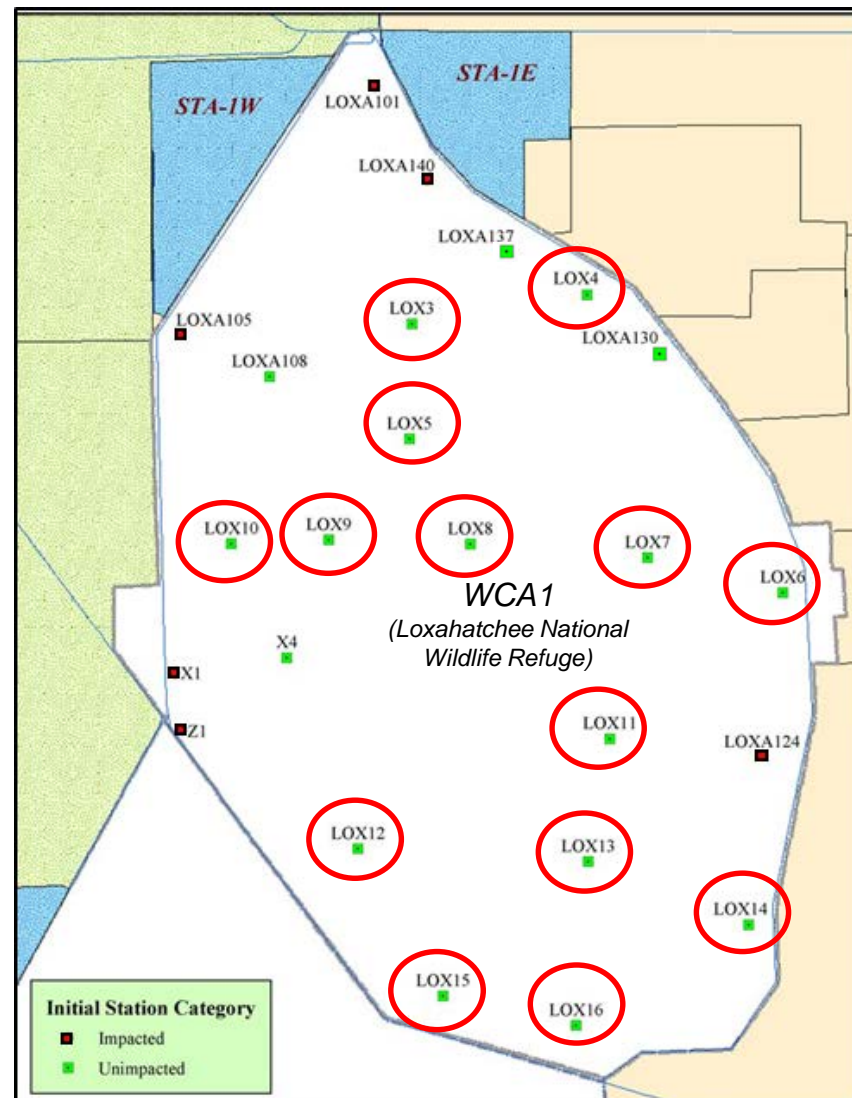 STA-1W
STA-1E
LOXA101
LOXA140
LOXA137
LOX4
LOX3
LOXA105
LOXA130
LOXA108
LOX5
LOX10
LOX9
LOX8
LOX7
LOX6
WCA1
(Loxahatchee National
Wildlife Refuge)
X4
X1
Z1
LOX11
LOXA124
LOX12
LOX13
LOX14
LOX15
LOX16
Initial Station Category
Impacted
Unimpacted